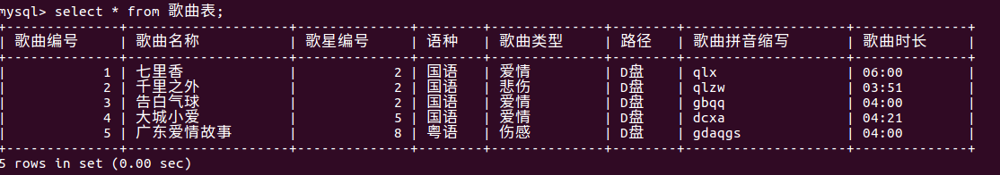 mysql> select * from 歌曲表;
| 歌曲编号 | 歌曲名称 | 歌星编号 | 语种 | 歌曲类型 | 路径 | 歌曲拼音缩写 | 歌曲时长 |
| 1 | 七里香 | 2 | 国语 | 爱情 | D盘 | qlx | 06:00 |
| 2 | 千里之外 | 2 | 国语 | 悲伤 | D盘 | qlzw | 03:51 |
| 3 | 告白气球 | 2 | 国语 | 爱情 | D盘 | gbqq | 04:00 |
| 4 | 大城小爱 | 5 | 国语 | 爱情 | D盘 | dcxa | 04:21 |
| 5 | 广东爱情故事 | 8 | 粤语 | 伤感 | D盘 | gdaqgs | 04:00 |
5 rows in set (0.00 sec)